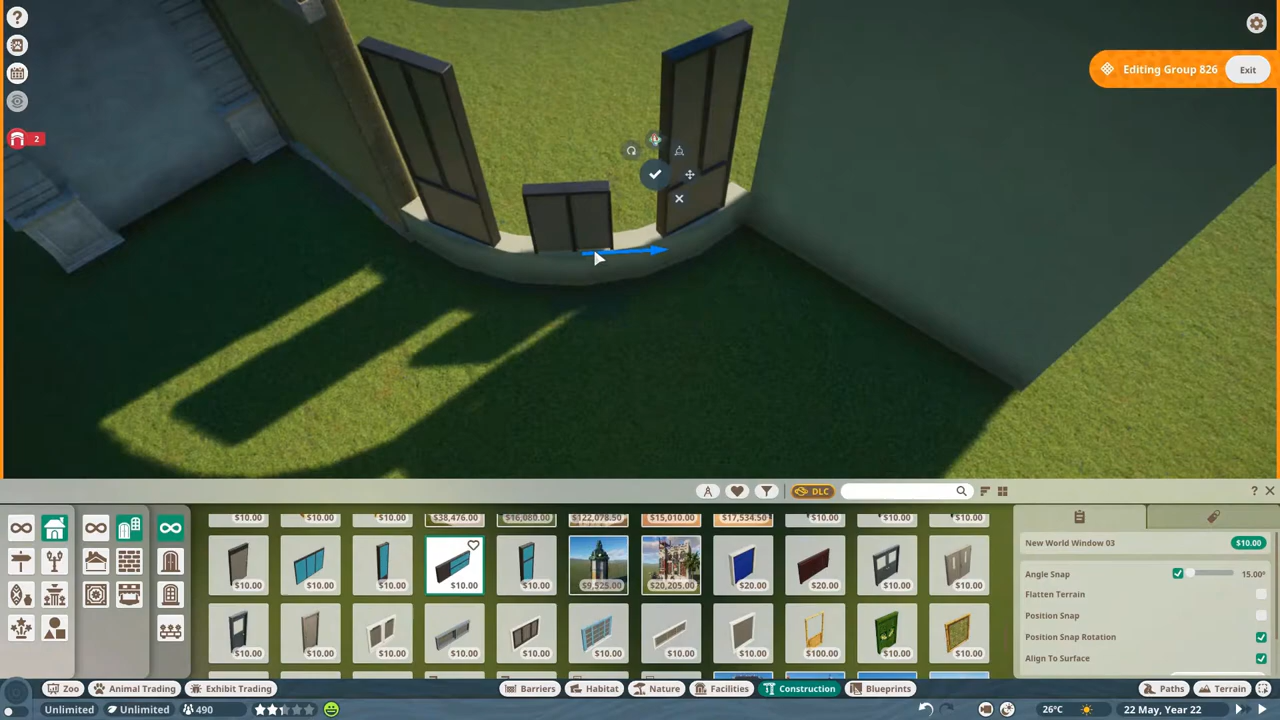 ?
Editing Group 826
Exit
2
DLC
? ×
$10.00 $10.00 $10.00 $38,476.00 $16,080.00 $122,078.50 $15,010.00 $17,534.50 $10.00 $10.00 $10.00
$10.00 $10.00 $10.00 $10.00 $10.00 $9,525.00 $20,205.00 $20.00 $20.00 $10.00 $10.00
$10.00 $10.00 $10.00 $10.00 $10.00 $10.00 $10.00 $10.00 $100.00 $10.00 $10.00
New World Window 03 $10.00
Angle Snap 15.00°
Flatten Terrain
Position Snap
Position Snap Rotation
Align To Surface
Zoo Animal Trading Exhibit Trading Barriers Habitat Nature Facilities Construction Blueprints Paths Terrain
Unlimited Unlimited 490 26°C 22 May, Year 22